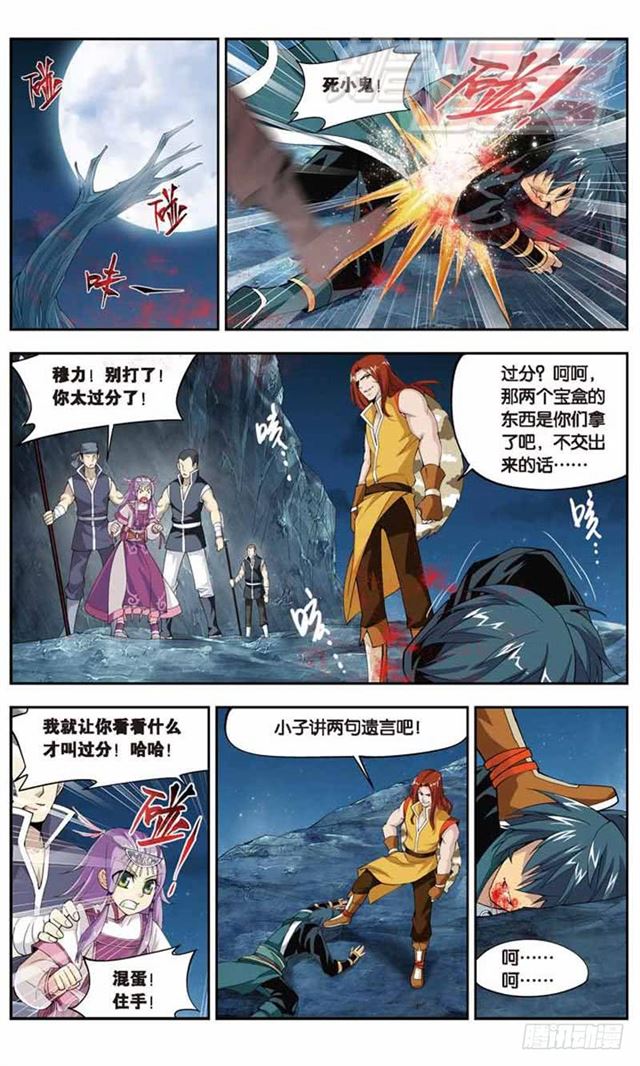 碰
碰
咔
死小鬼！
碰！
穆力！别打了！
你太过分了！
过分？呵呵，
那两个宝盒的
东西是你们拿
了吧，不交出
来的话……
咳…
咳…
咳…
我就让你看看什么
才叫过分！哈哈！
碰！
混蛋！
住手！
小子讲两句遗言吧！
呵……
呵……
腾讯动漫